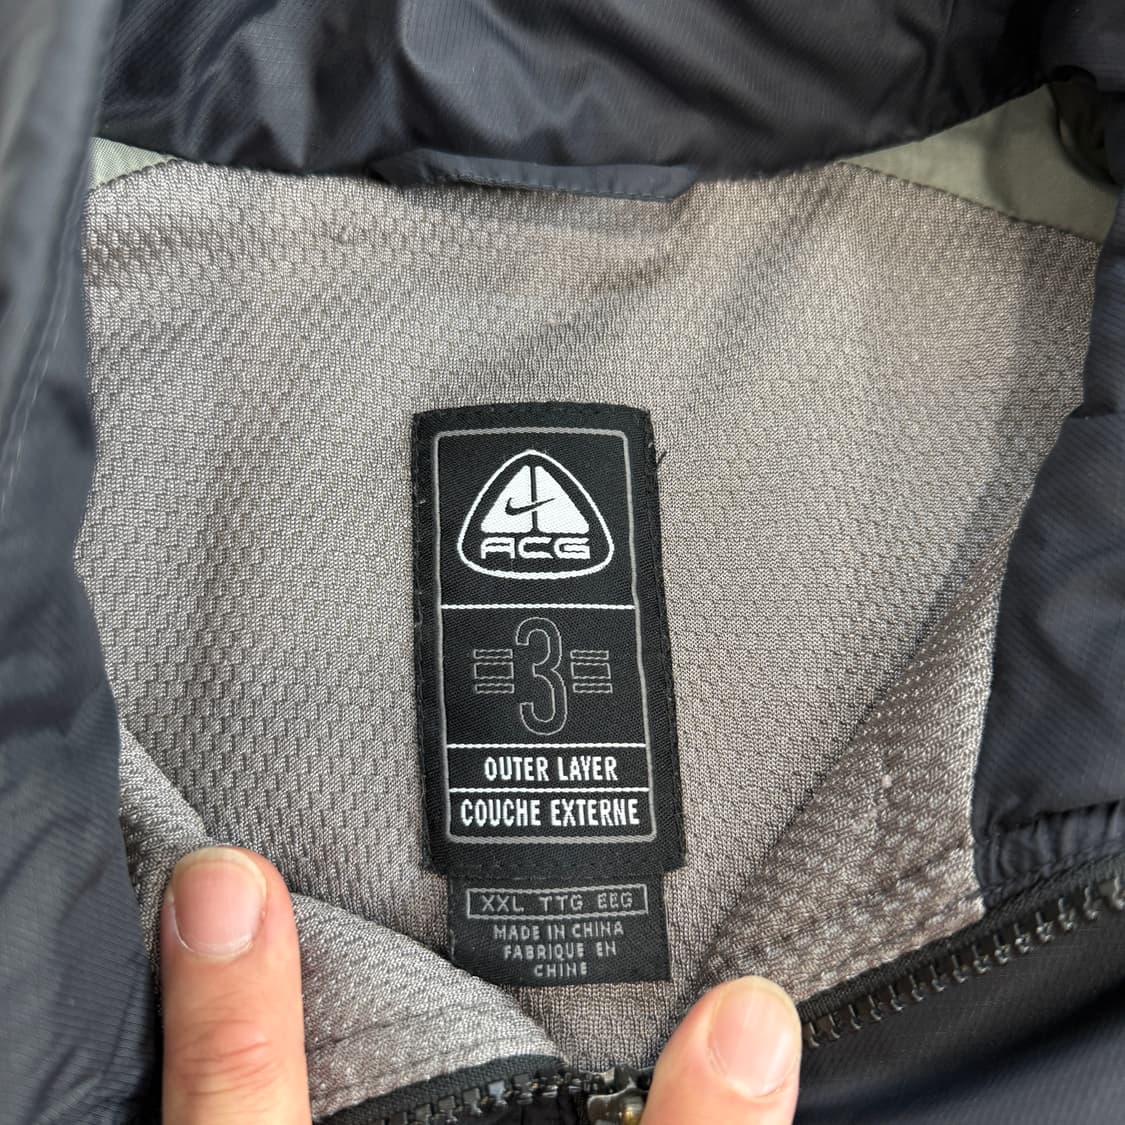 ACG
3
OUTER LAYER
COUCHE EXTERNE
XXL TTG EEG
MADE IN CHINA
FABRIQUE EN
CHINE